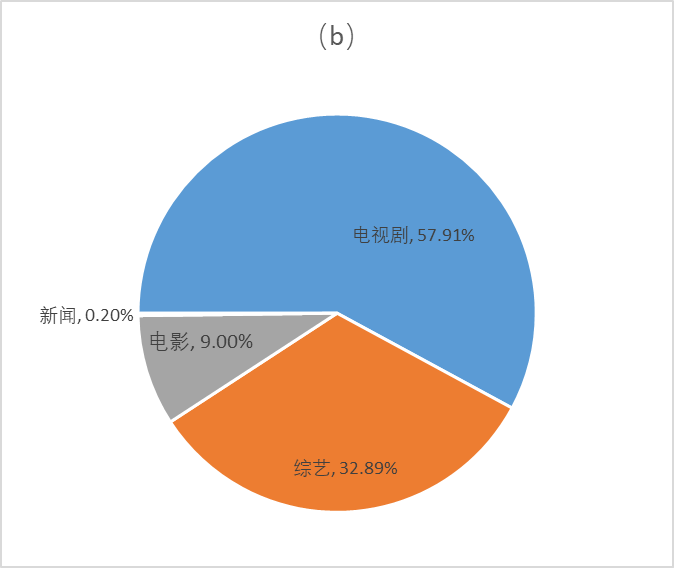 （b）
电视剧, 57.91%
新闻, 0.20%
电影, 9.00%
综艺, 32.89%